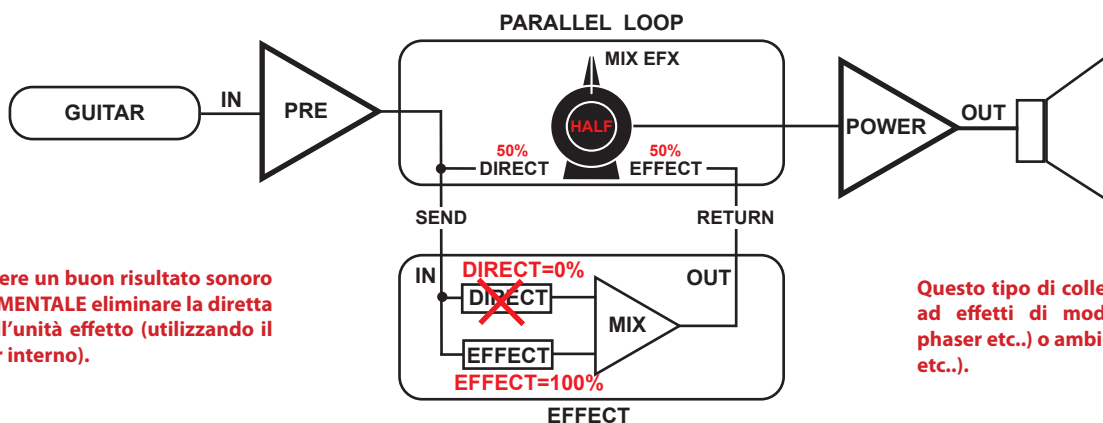 PARALLEL LOOP
MIX EFX
GUITAR
IN
PRE
HALF
POWER
OUT
50%
50%
DIRECT
EFFECT
SEND
RETURN
IN
DIRECT=0%
OUT
DIRECT
MIX
EFFECT
EFFECT=100%
EFFECT
ere un buon risultato sonoro
MENTALE eliminare la diretta
l'unità effetto (utilizzando il
r interno).
Questo tipo di colle
ad effetti di mod
phaser etc..) o ambi
etc..).